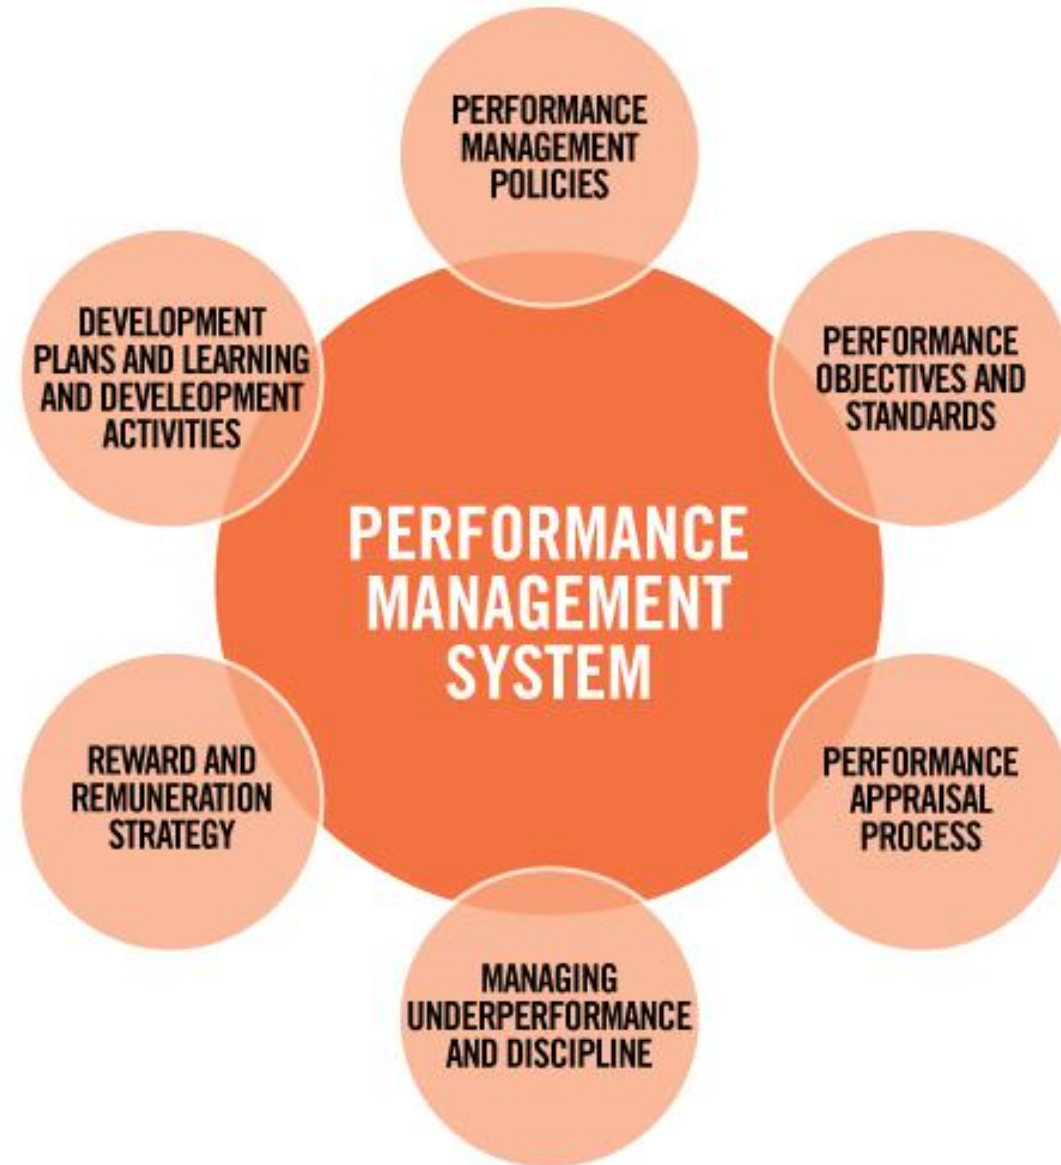 PERFORMANCE
MANAGEMENT
POLICIES
PERFORMANCE
OBJECTIVES AND
STANDARDS
PERFORMANCE
APPRAISAL
PROCESS
MANAGING
UNDERPERFORMANCE
AND DISCIPLINE
REWARD AND
REMUNERATION
STRATEGY
DEVELOPMENT
PLANS AND LEARNING
AND DEVELEOPMENT
ACTIVITIES
PERFORMANCE
MANAGEMENT
SYSTEM